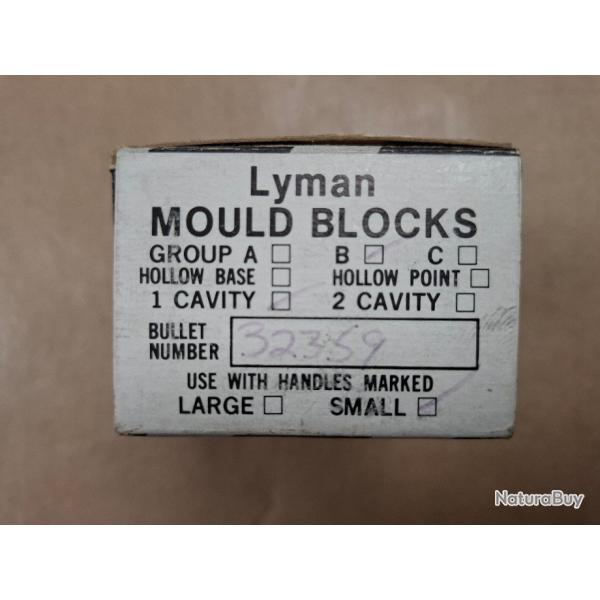 Lyman
MOULD BLOCKS
GROUP A ☐ B ☑ C ☐
HOLLOW BASE ☐ HOLLOW POINT ☐
1 CAVITY ☑ 2 CAVITY ☐
BULLET NUMBER 32359
USE WITH HANDLES MARKED
LARGE ☐ SMALL ☑
NaturaBuy